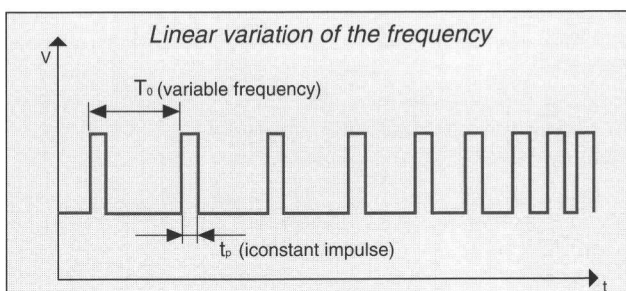 Linear variation of the frequency
V
T₀ (variable frequency)
tₚ (iconstant impulse)
t